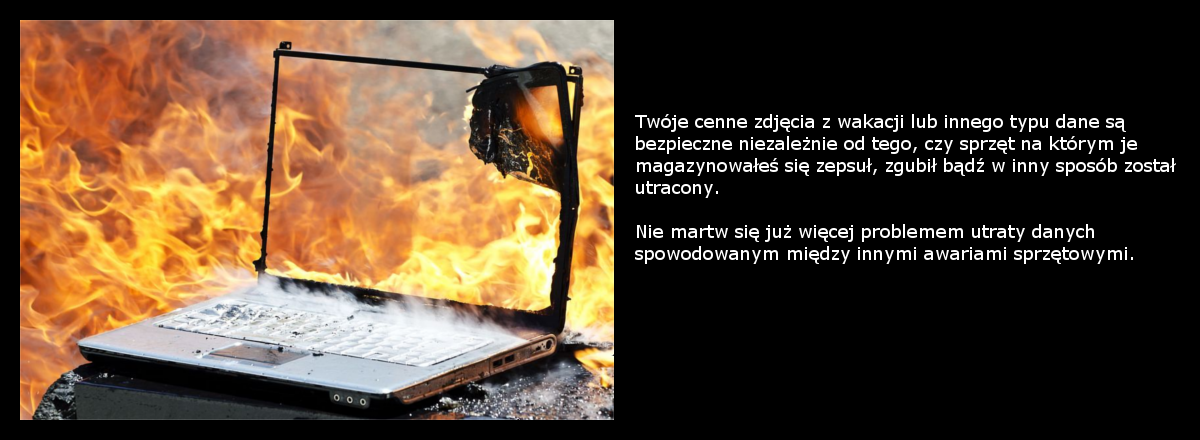 Twóje cenne zdjęcia z wakacji lub innego typu dane są
bezpieczne niezależnie od tego, czy sprzęt na którym je
magazynowałeś się zepsuł, zgubił bądź w inny sposób został
utracony.
Nie martw się już więcej problemem utraty danych
spowodowanym między innymi awariami sprzętowymi.